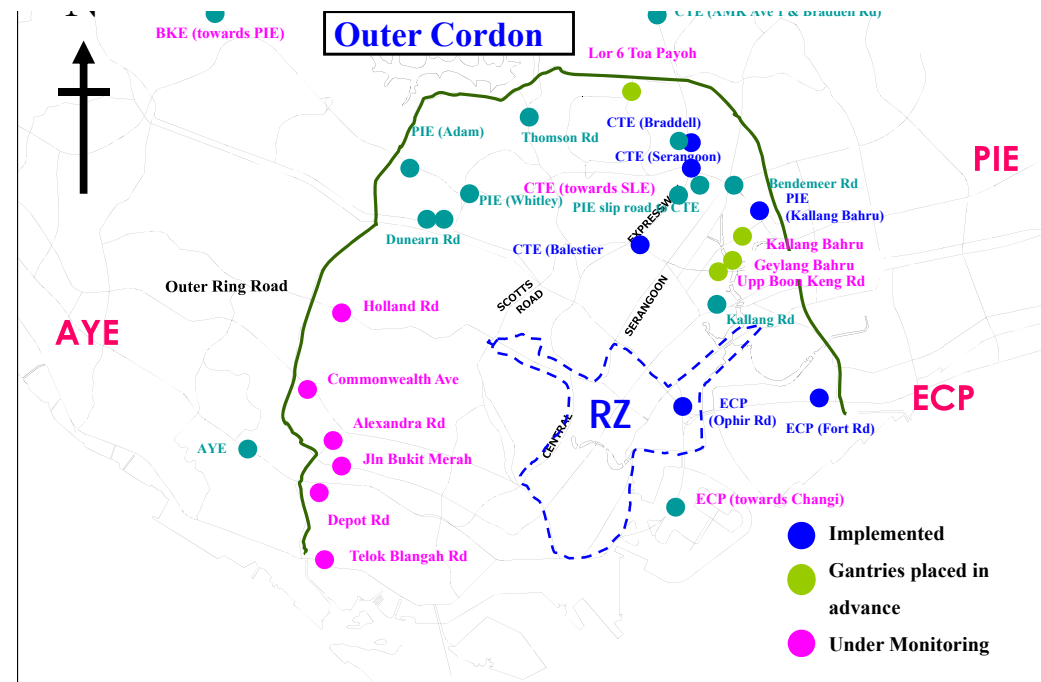 N
CTE (AMK Ave 1 & Bradden Rd)
BKE (towards PIE)
Outer Cordon
Lor 6 Toa Payoh
CTE (Braddell)
PIE (Adam)
Thomson Rd
PIE
CTE (Serangoon)
CTE (towards SLE)
Bendemeer Rd
PIE (Whitley)
PIE slip road to CTE
PIE
(Kallang Bahru)
EXPRESSW
Dunearn Rd
CTE (Balestier
Kallang Bahru
Geylang Bahru
Upp Boon Keng Rd
Outer Ring Road
SCOTTS
ROAD
SERANGOON
Holland Rd
Kallang Rd
AYE
Commonwealth Ave
ECP
RZ
ECP
(Ophir Rd)
Alexandra Rd
CENTRAL
ECP (Fort Rd)
AYE
Jln Bukit Merah
ECP (towards Changi)
Depot Rd
Implemented
Telok Blangah Rd
Gantries placed in
advance
Under Monitoring